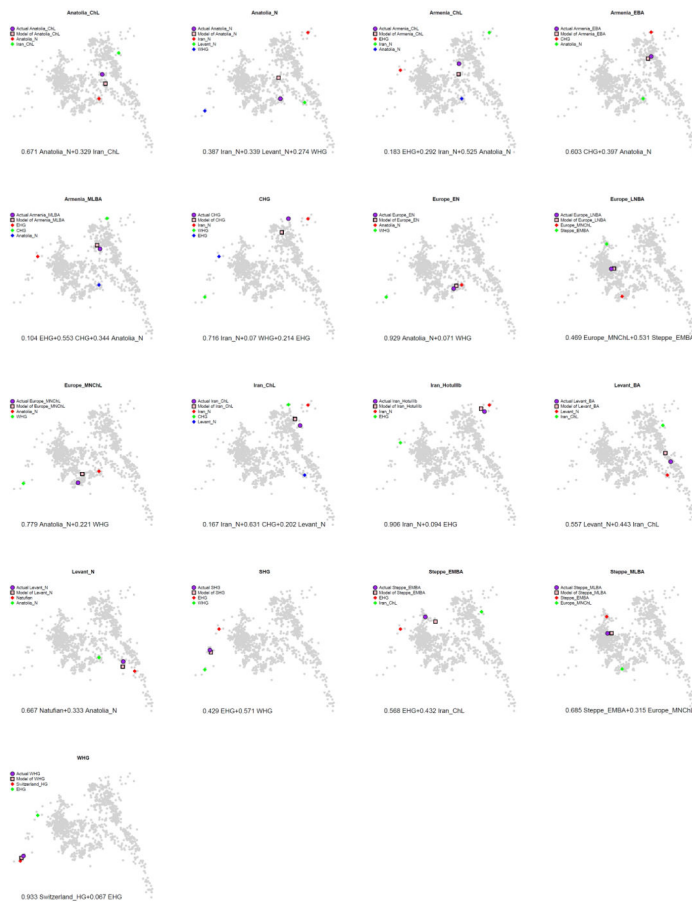 Anatolia_ChL
Actual Anatolia_ChL
Model of Anatolia_ChL
Anatolia_N
Iran_ChL
0.671 Anatolia_N+0.329 Iran_ChL
Anatolia_N
Actual Anatolia_N
Model of Anatolia_N
Iran_N
Levant_N
WHG
0.387 Iran_N+0.339 Levant_N+0.274 WHG
Armenia_ChL
Actual Armenia_ChL
Model of Armenia_ChL
EHG
Iran_N
Anatolia_N
0.183 EHG+0.292 Iran_N+0.525 Anatolia_N
Armenia_EBA
Actual Armenia_EBA
Model of Armenia_EBA
CHG
Anatolia_N
0.603 CHG+0.397 Anatolia_N
Armenia_MLBA
Actual Armenia_MLBA
Model of Armenia_MLBA
EHG
CHG
Anatolia_N
0.104 EHG+0.553 CHG+0.344 Anatolia_N
CHG
Actual CHG
Model of CHG
Iran_N
WHG
EHG
0.716 Iran_N+0.07 WHG+0.214 EHG
Europe_EN
Actual Europe_EN
Model of Europe_EN
Anatolia_N
WHG
0.929 Anatolia_N+0.071 WHG
Europe_LNBA
Actual Europe_LNBA
Model of Europe_LNBA
Europe_MNChL
Steppe_EMBA
0.469 Europe_MNChL+0.531 Steppe_EMBA
Europe_MNChL
Actual Europe_MNChL
Model of Europe_MNChL
Anatolia_N
WHG
0.779 Anatolia_N+0.221 WHG
Iran_ChL
Actual Iran_ChL
Model of Iran_ChL
Iran_N
CHG
Levant_N
0.167 Iran_N+0.631 CHG+0.202 Levant_N
Iran_HotuIIIb
Actual Iran_HotuIIIb
Model of Iran_HotuIIIb
Iran_N
EHG
0.906 Iran_N+0.094 EHG
Levant_BA
Actual Levant_BA
Model of Levant_BA
Levant_N
Iran_ChL
0.557 Levant_N+0.443 Iran_ChL
Levant_N
Actual Levant_N
Model of Levant_N
Natufian
Anatolia_N
0.667 Natufian+0.333 Anatolia_N
SHG
Actual SHG
Model of SHG
EHG
WHG
0.429 EHG+0.571 WHG
Steppe_EMBA
Actual Steppe_EMBA
Model of Steppe_EMBA
EHG
Iran_ChL
0.568 EHG+0.432 Iran_ChL
Steppe_MLBA
Actual Steppe_MLBA
Model of Steppe_MLBA
Steppe_EMBA
Europe_MNChL
0.685 Steppe_EMBA+0.315 Europe_MNChL
WHG
Actual WHG
Model of WHG
Switzerland_HG
EHG
0.933 Switzerland_HG+0.067 EHG